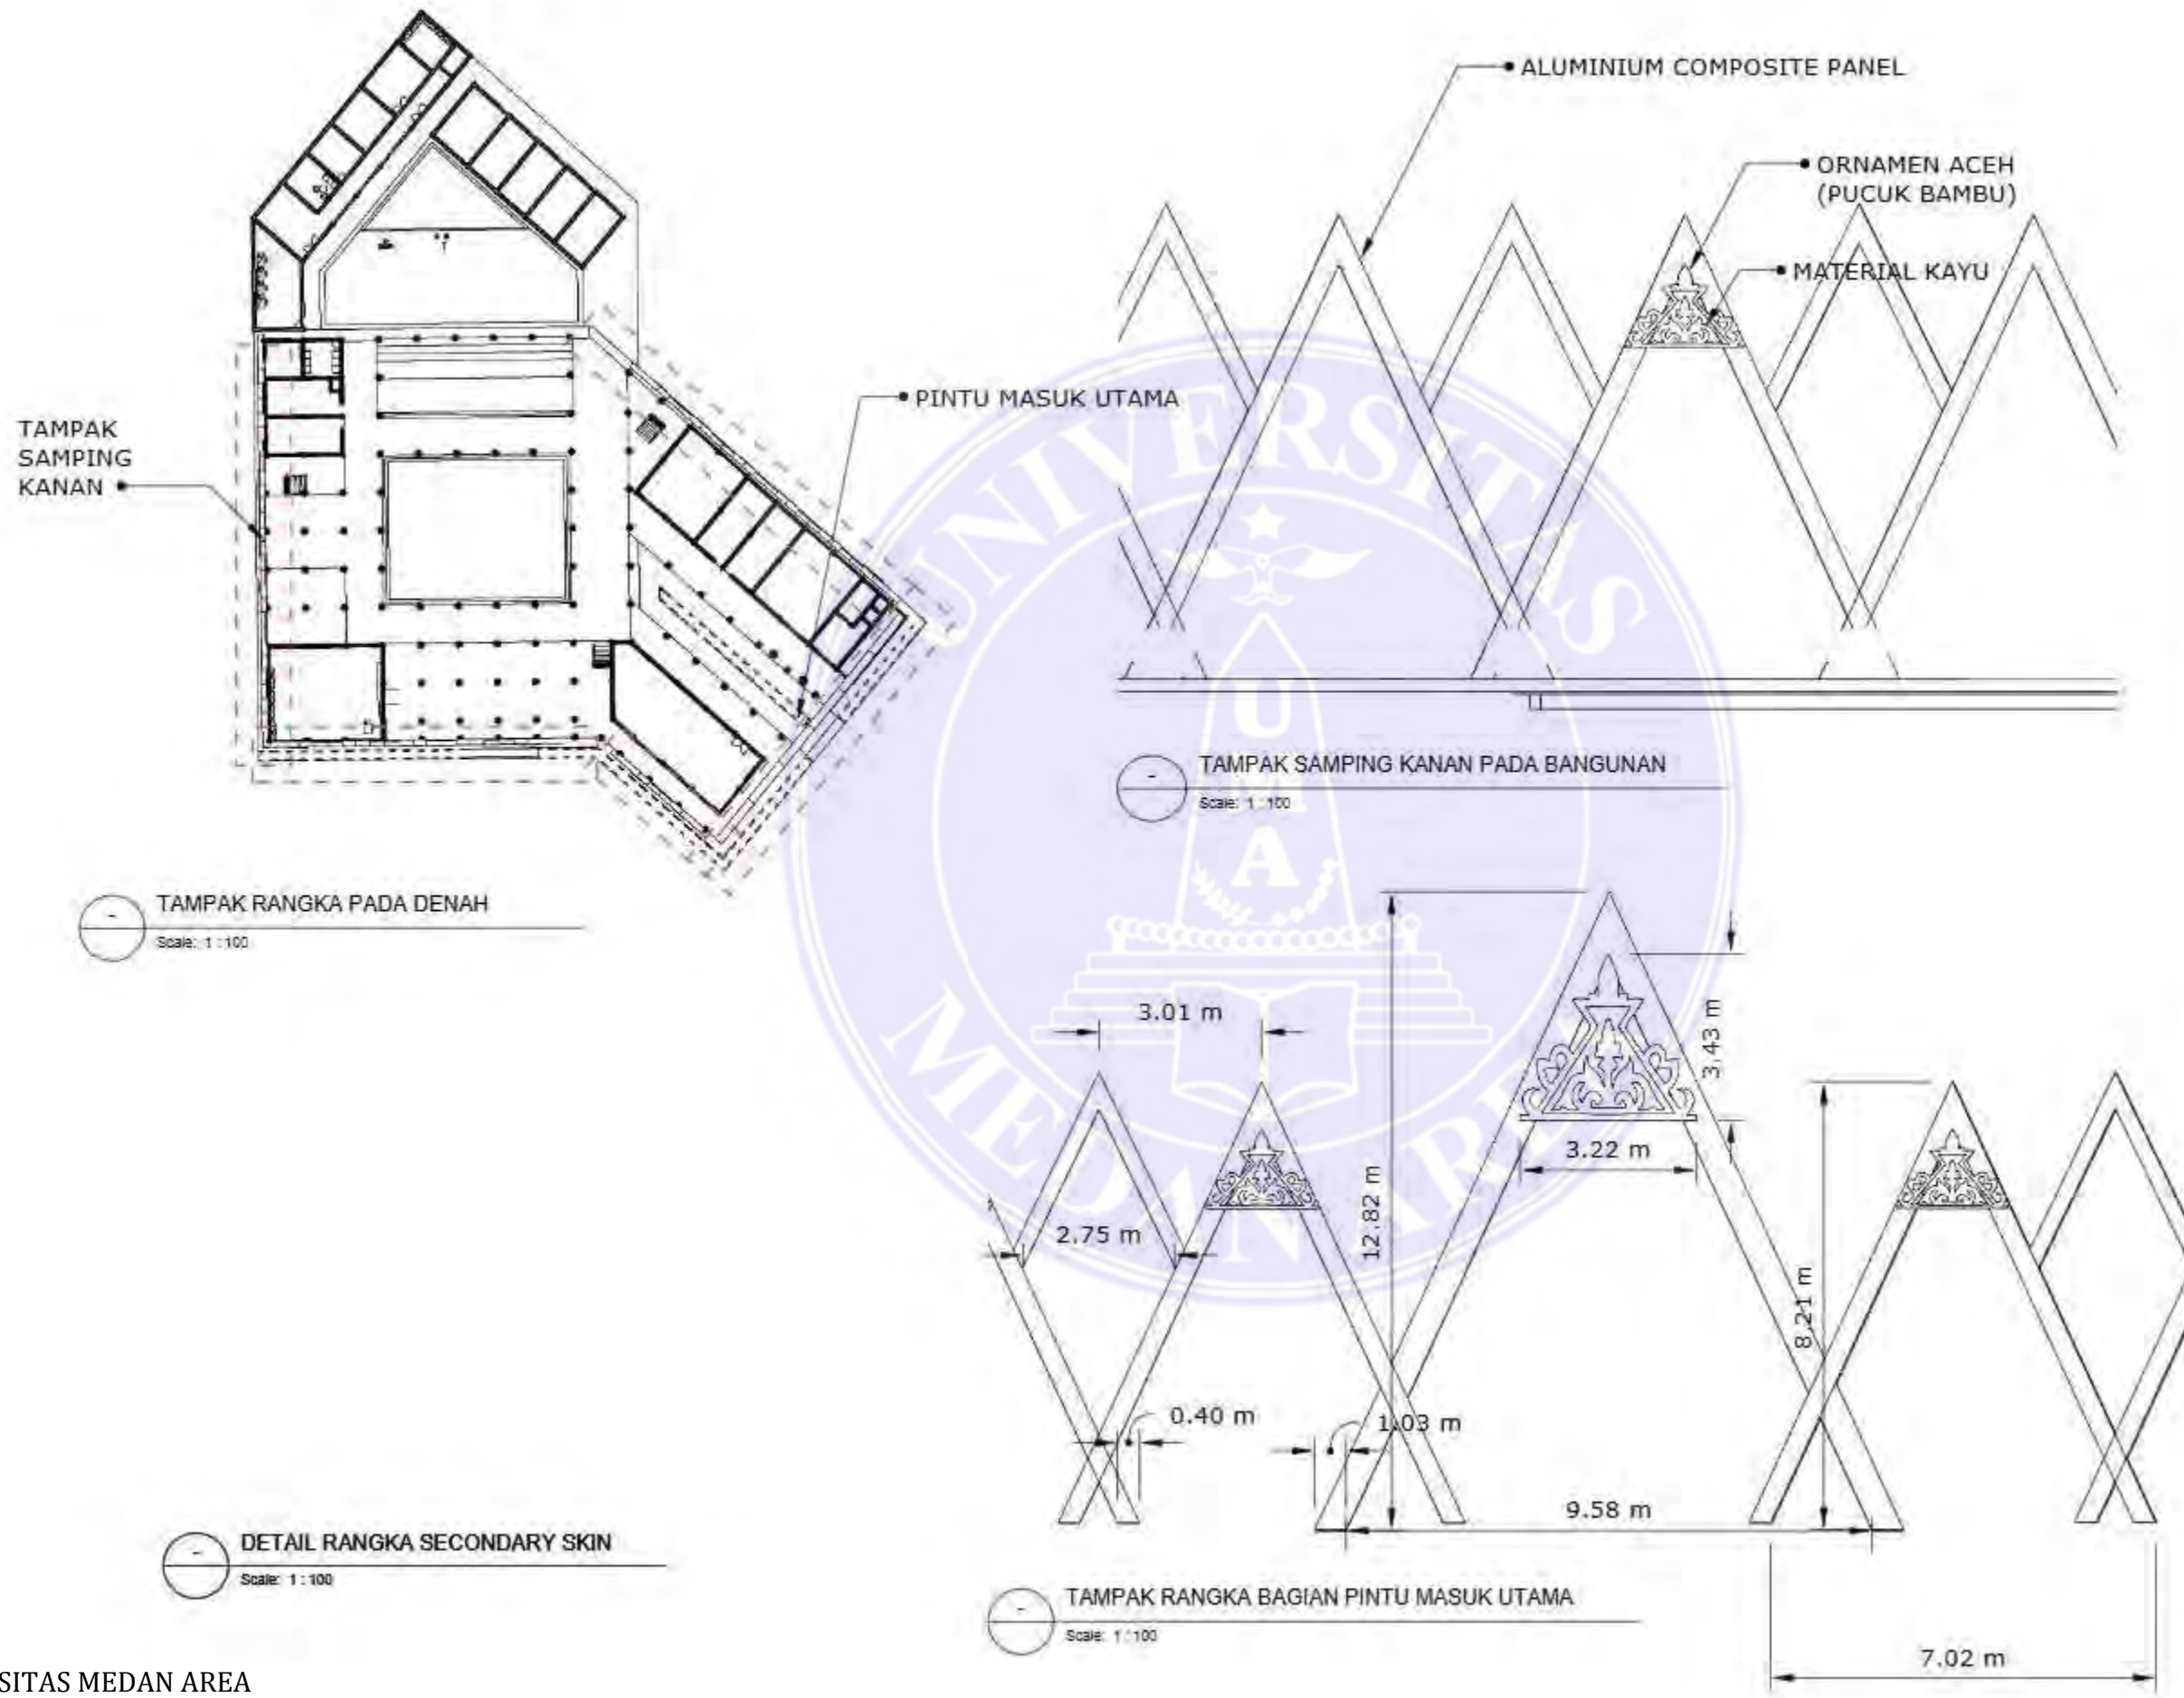 ALUMINIUM COMPOSITE PANEL
ORNAMEN ACEH
(PUCUK BAMBU)
MATERIAL KAYU
PINTU MASUK UTAMA
TAMPAK
SAMPING
KANAN
TAMPAK SAMPING KANAN PADA BANGUNAN
Scale: 1 : 100
TAMPAK RANGKA PADA DENAH
Scale: 1 : 100
UNIVERSITAS
MEDAN AREA
U
M
A
3.01 m
3.43 m
3.22 m
12.82 m
2.75 m
8.21 m
0.40 m
1.03 m
9.58 m
DETAIL RANGKA SECONDARY SKIN
Scale: 1 : 100
TAMPAK RANGKA BAGIAN PINTU MASUK UTAMA
Scale: 1 : 100
7.02 m
SITAS MEDAN AREA